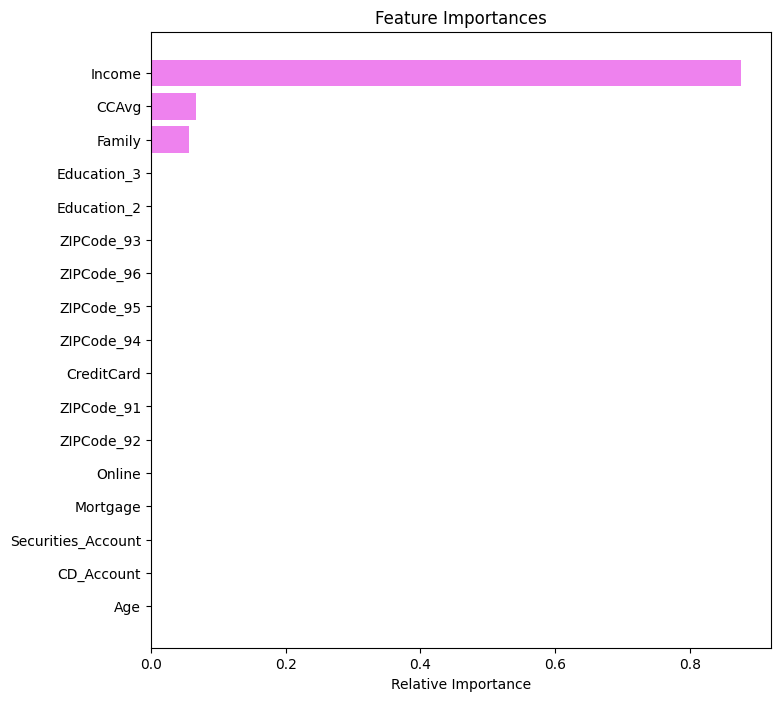 Feature Importances
Income
CCAvg
Family
Education_3
Education_2
ZIPCode_93
ZIPCode_96
ZIPCode_95
ZIPCode_94
CreditCard
ZIPCode_91
ZIPCode_92
Online
Mortgage
Securities_Account
CD_Account
Age
0.0 0.2 0.4 0.6 0.8
Relative Importance